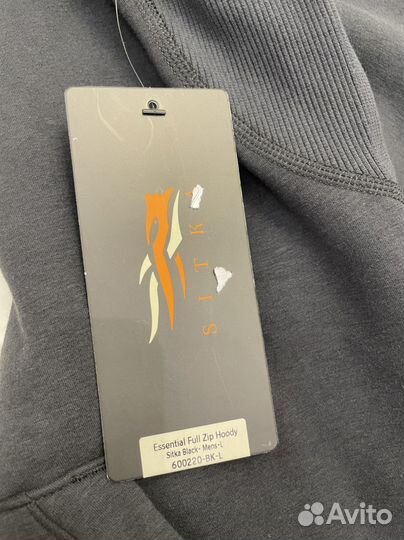 SITKA
Essential Full Zip Hoody
Sitka Black- Mens-L
600220-BK-L
Avito